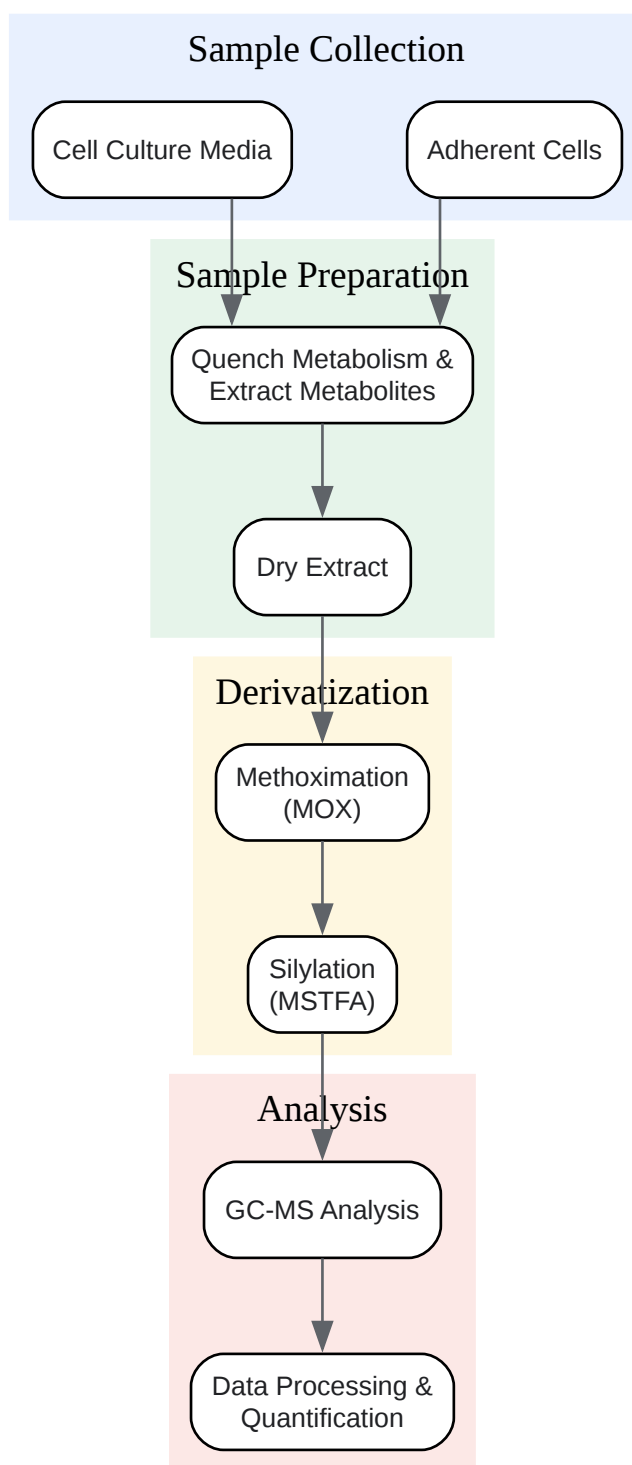 Sample Collection
Cell Culture Media
Adherent Cells
Sample Preparation
Quench Metabolism &
Extract Metabolites
Dry Extract
Derivatization
Methoximation
(MOX)
Silylation
(MSTFA)
Analysis
GC-MS Analysis
Data Processing &
Quantification